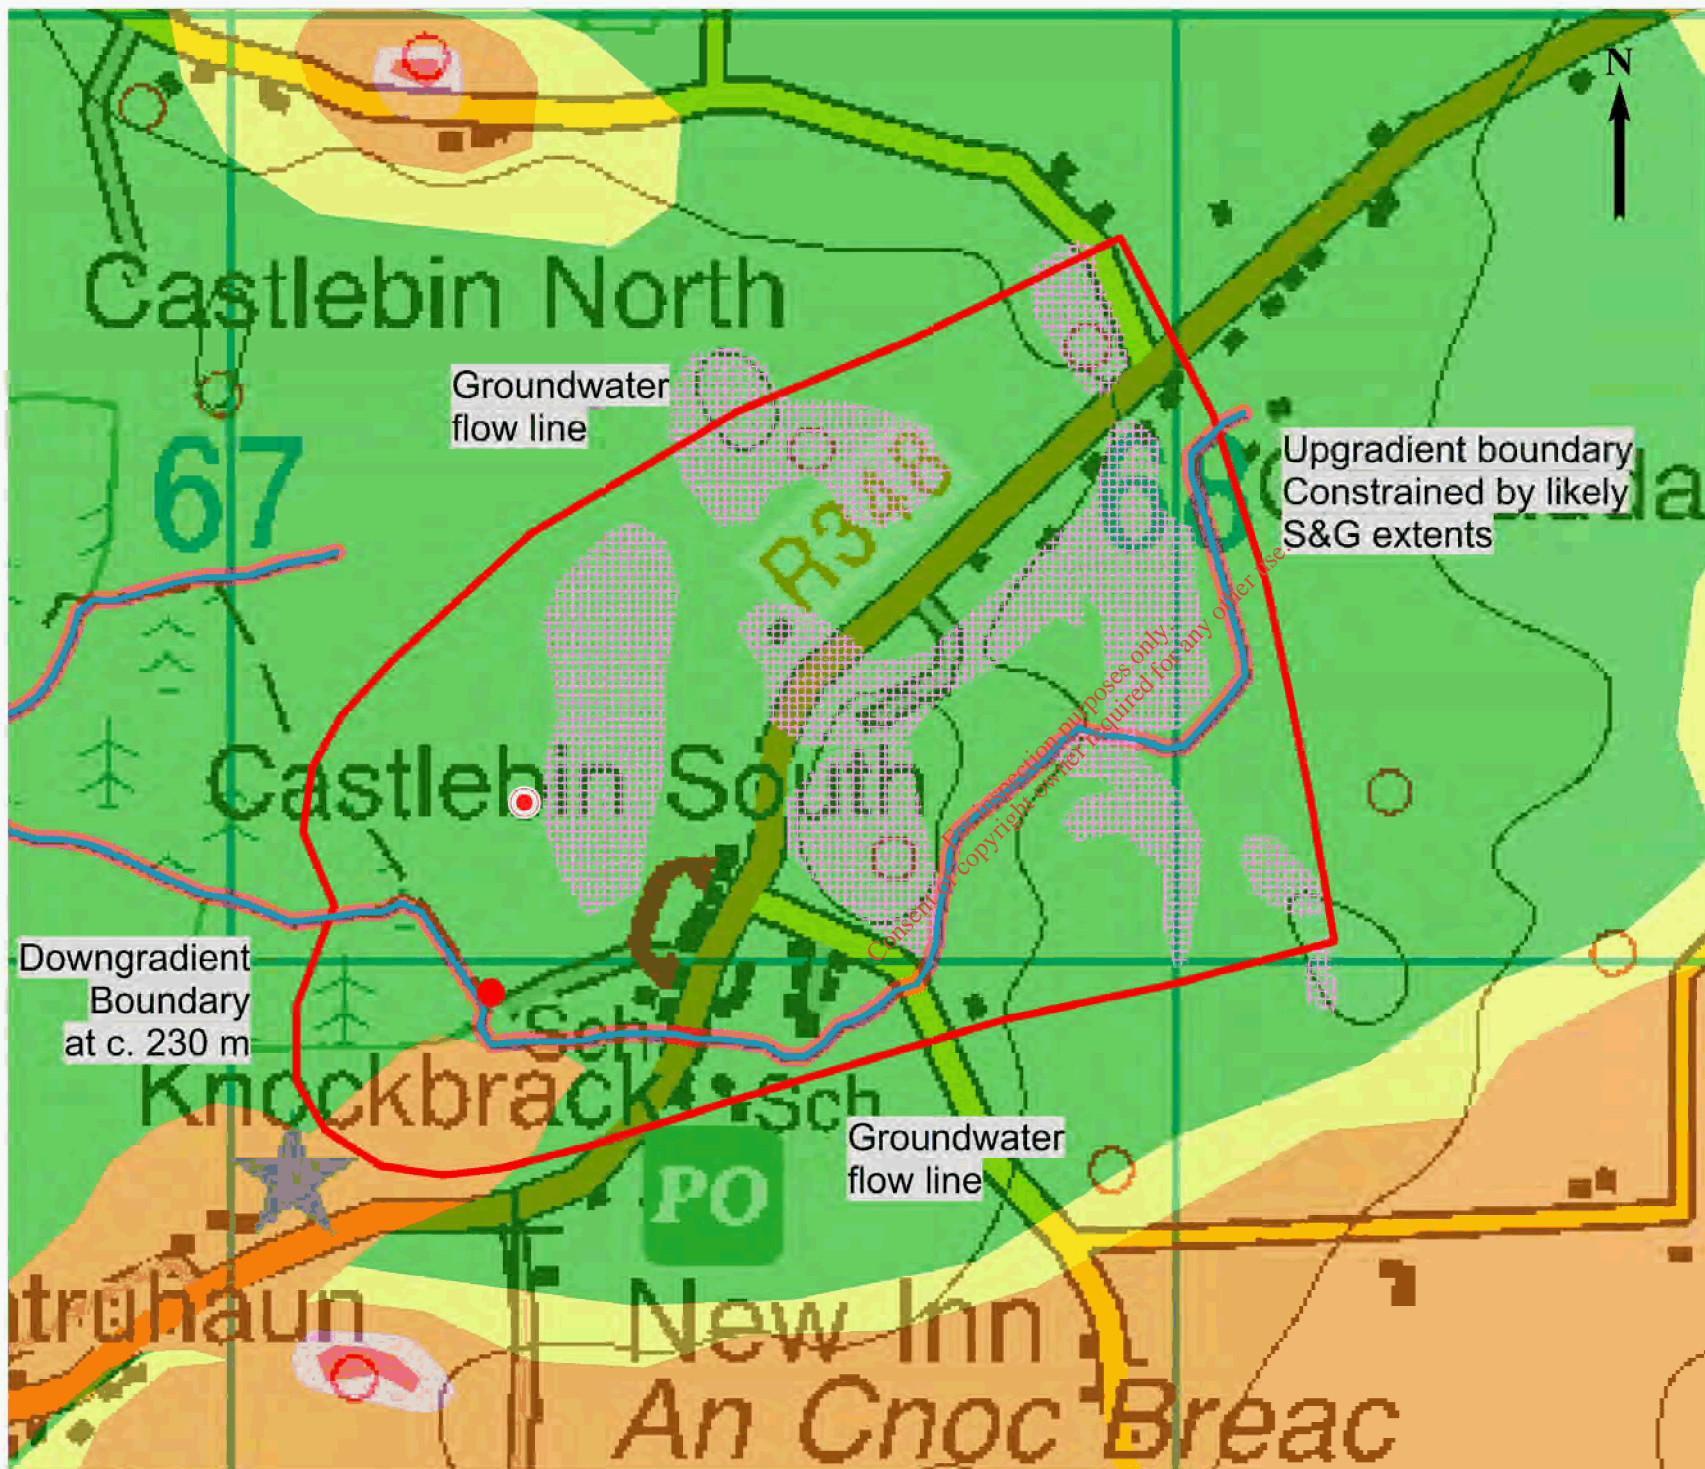 N
Castlebin North
Groundwater
flow line
67
R348
Upgradient boundary
Constrained by likely
S&G extents
For inspection purposes only.
Consent of copyright owner required for any other use.
Castlebin South
Downgradient
Boundary
at c. 230 m
Sch
Knockbrack
Sch
Groundwater
flow line
PO
New Inn
An Cnoc Breac